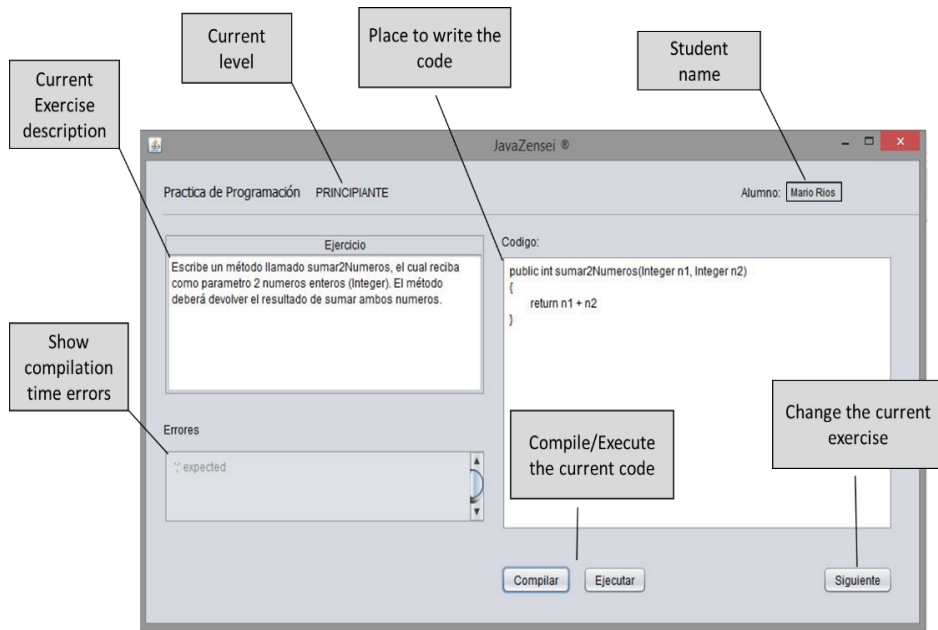 Current
level
Place to write the
code
Student
name
Current
Exercise
description
JavaZensei ®
Practica de Programación PRINCIPIANTE
Alumno: Mario Rios
Ejercicio
Escribe un método llamado sumar2Numeros, el cual reciba
como parametro 2 numeros enteros (Integer). El método
deberá devolver el resultado de sumar ambos numeros.
Codigo:
public int sumar2Numeros(Integer n1, Integer n2)
{
return n1 + n2
}
Show
compilation
time errors
Errores
';' expected
Compile/Execute
the current code
Change the current
exercise
Compilar
Ejecutar
Siguiente